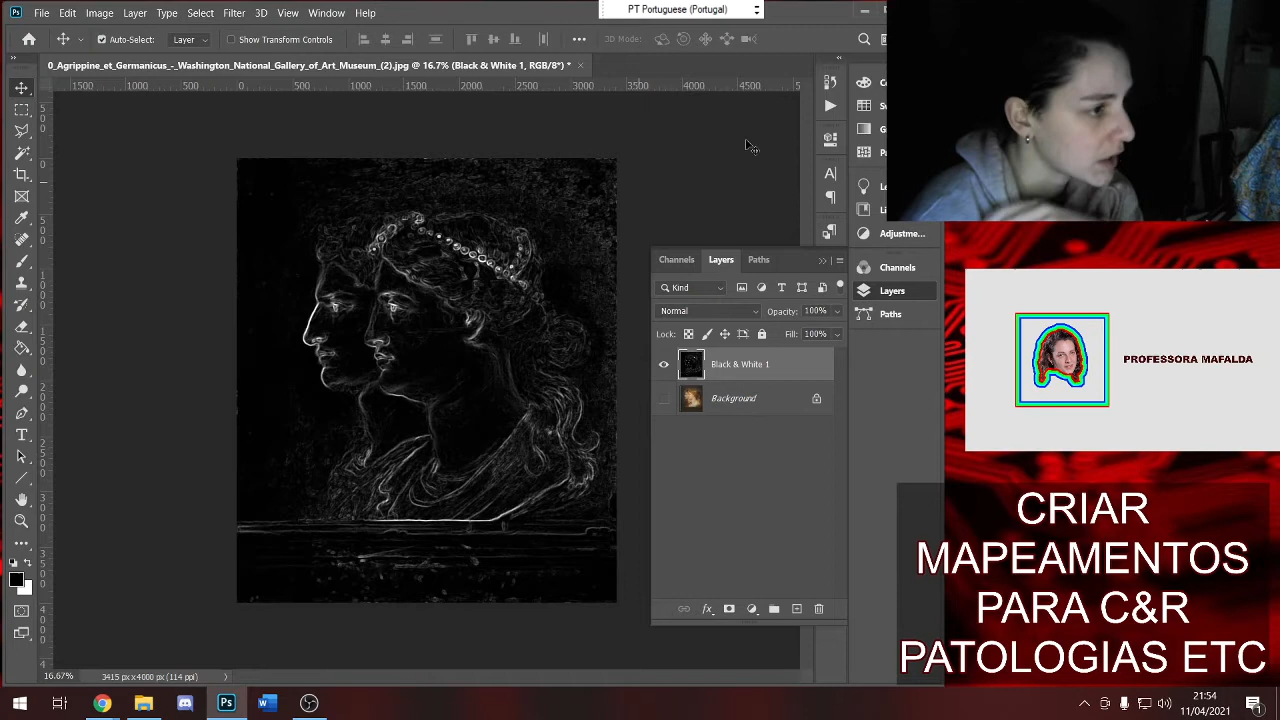 PT Portuguese (Portugal)
File Edit Image Layer Type Select Filter 3D View Window Help
Auto-Select: Show Transform Controls 3D Mode:
0_Agrippine_et_Germanicus_-_Washington_National_Gallery_of_Art_Museum_(2).jpg @ 16.7% (Black & White 1, RGB/8*) * ×
1500 1000 500 0 500 1000 1500 2000 2500 3000 3500 4000 4500
Adjustme...
Channels
Layers
Paths
Channels Layers Paths
Kind
Normal Opacity: 100%
Lock: Fill: 100%
Black & White 1
Background
PROFESSORA MAFALDA
CRIAR
MAPEAMENTOS
PARA C&R
PATOLOGIAS ETC
16.67% 3415 px x 4000 px (114 ppi)
21:54
11/04/2021